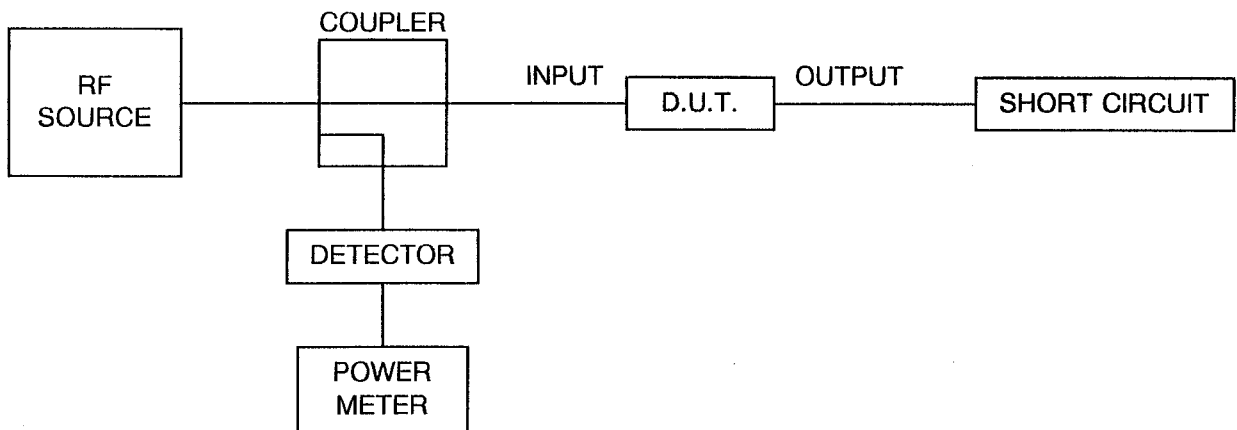 COUPLER
RF
SOURCE
INPUT
D.U.T.
OUTPUT
SHORT CIRCUIT
DETECTOR
POWER
METER